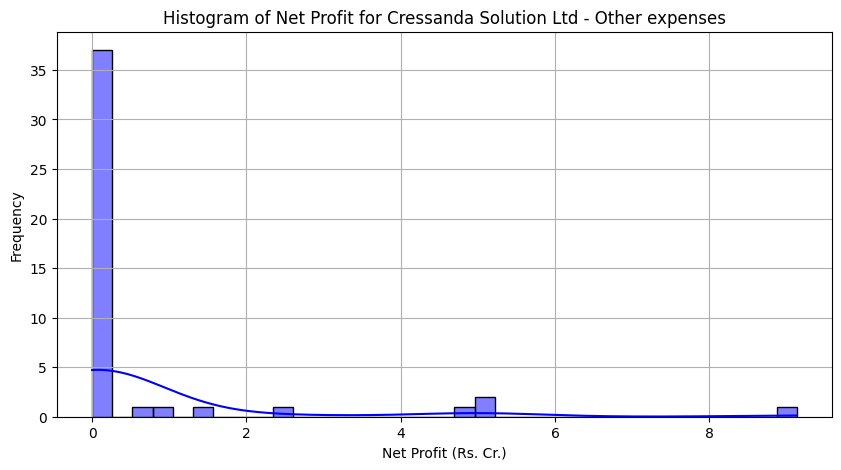 Histogram of Net Profit for Cressanda Solution Ltd - Other expenses
35
30
25
20
15
10
5
0
Frequency
0 2 4 6 8
Net Profit (Rs. Cr.)